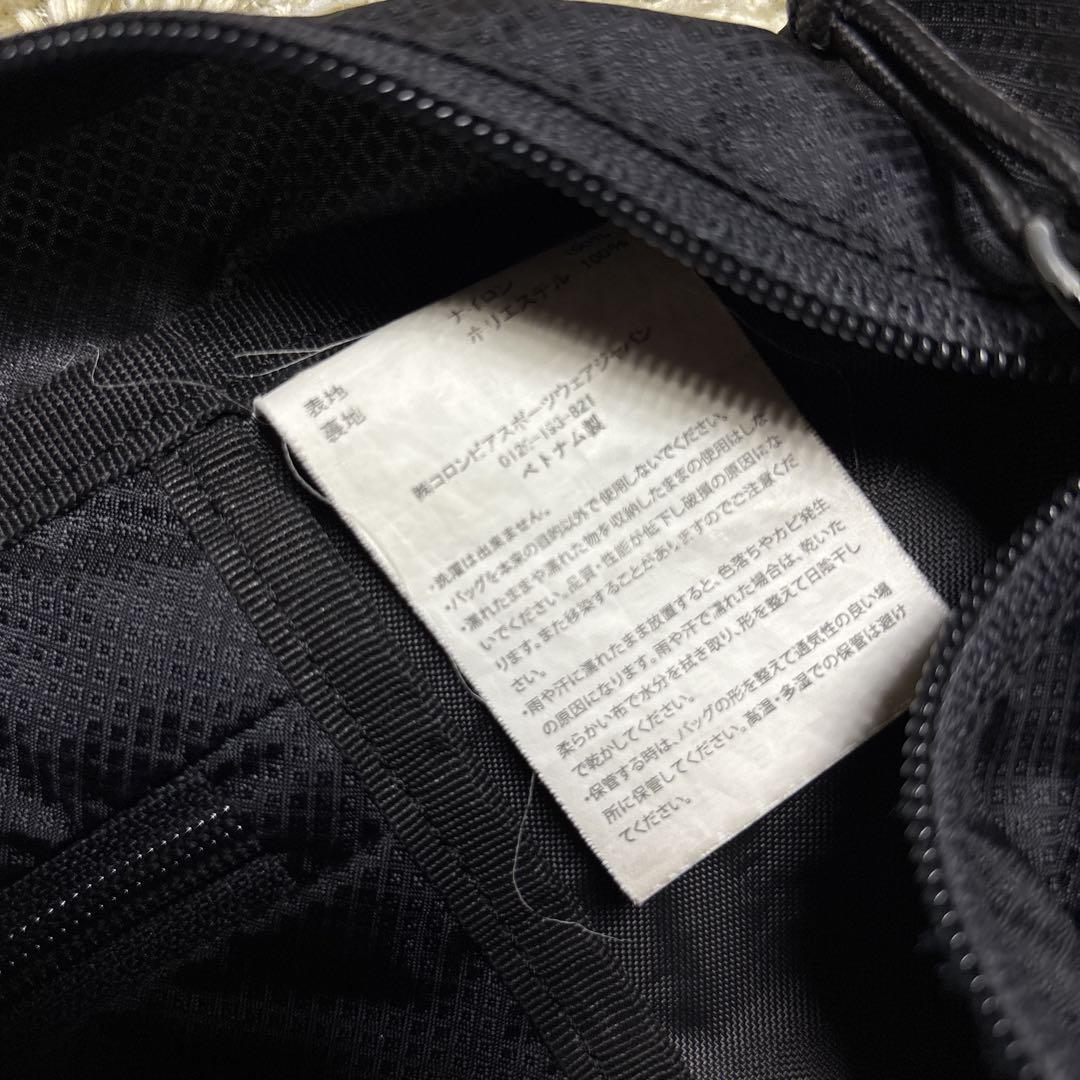 表地 ナイロン 100%
裏地 ポリエステル 100%
㈱コロンビアスポーツウェアジャパン
0120-193-821
ベトナム製
・洗濯は出来ません。
・バッグを本来の目的以外で使用しないでください。
・濡れたままや濡れた物を収納したままの使用はしな
いでください。品質・性能が低下し破損の原因にな
ります。また移染することがありますのでご注意くだ
さい。
・雨や汗に濡れたまま放置すると、色落ちやカビ発生
の原因になります。雨や汗で濡れた場合は、乾いた
柔らかい布で水分を拭き取り、形を整えて日陰干し
で乾かしてください。
・保管する時は、バッグの形を整えて通気性の良い場
所に保管してください。高温・多湿での保管は避け
てください。